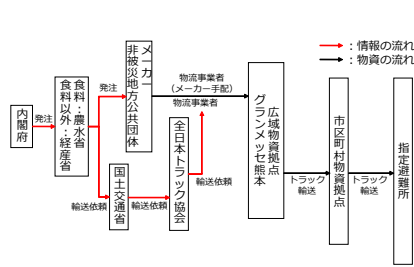 ：情報の流れ
：物資の流れ
内閣府
発注
食料：農水省
食料以外：経産省
発注
メーカー
非被災地方公共団体
物流事業者
（メーカー手配）
物流事業者
輸送依頼
国土交通省
輸送依頼
全日本トラック協会
輸送依頼
広域物資拠点
グランメッセ熊本
トラック
輸送
市区町村物資拠点
トラック
輸送
指定避難所